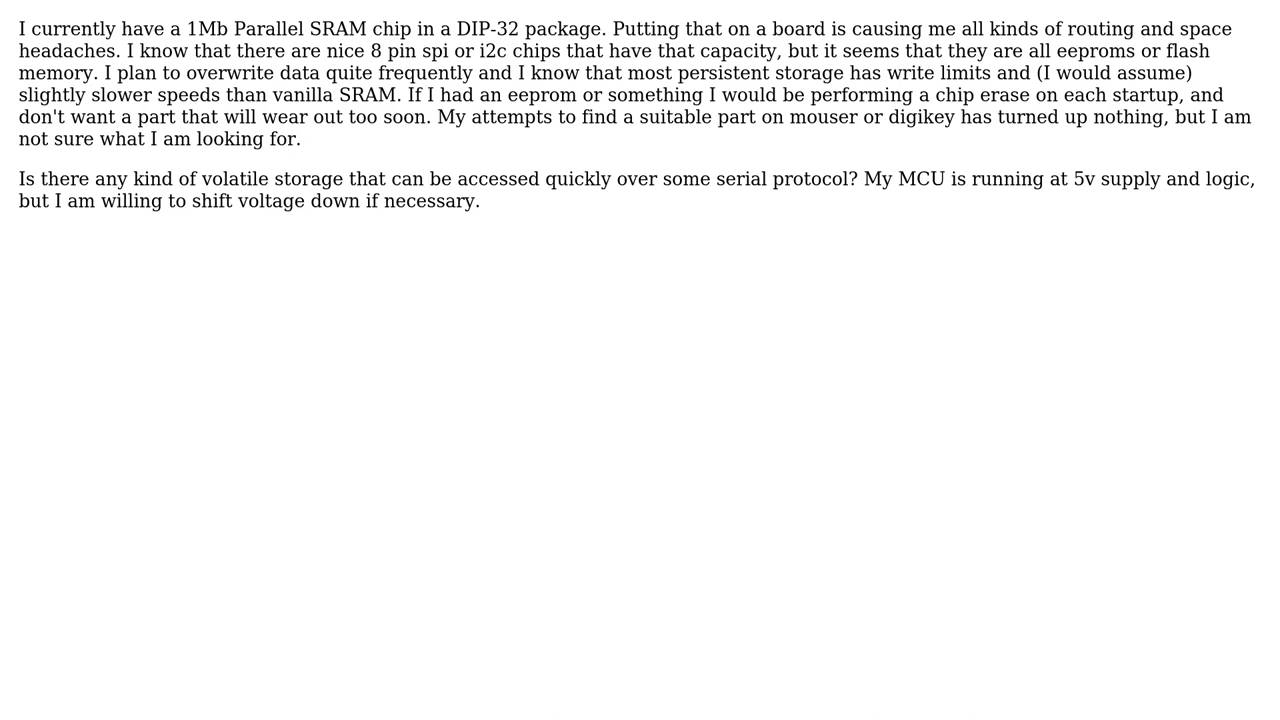 I currently have a 1Mb Parallel SRAM chip in a DIP-32 package. Putting that on a board is causing me all kinds of routing and space
headaches. I know that there are nice 8 pin spi or i2c chips that have that capacity, but it seems that they are all eeproms or flash
memory. I plan to overwrite data quite frequently and I know that most persistent storage has write limits and (I would assume)
slightly slower speeds than vanilla SRAM. If I had an eeprom or something I would be performing a chip erase on each startup, and
don't want a part that will wear out too soon. My attempts to find a suitable part on mouser or digikey has turned up nothing, but I am
not sure what I am looking for.
Is there any kind of volatile storage that can be accessed quickly over some serial protocol? My MCU is running at 5v supply and logic,
but I am willing to shift voltage down if necessary.